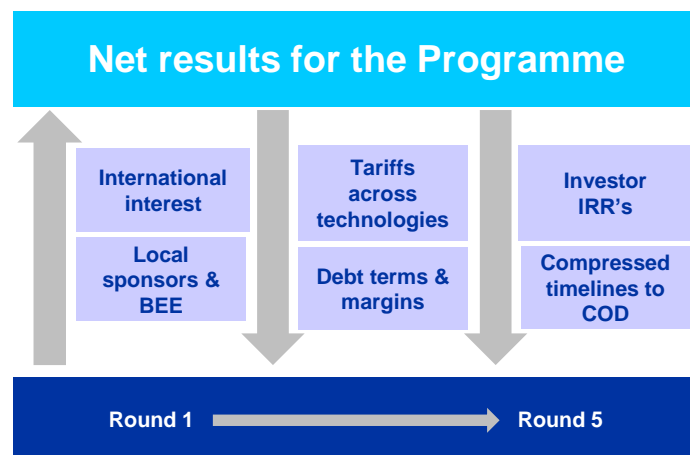 Net results for the Programme
International
interest
Local
sponsors &
BEE
Tariffs
across
technologies
Debt terms &
margins
Investor
IRR's
Compressed
timelines to
COD
Round 1
Round 5